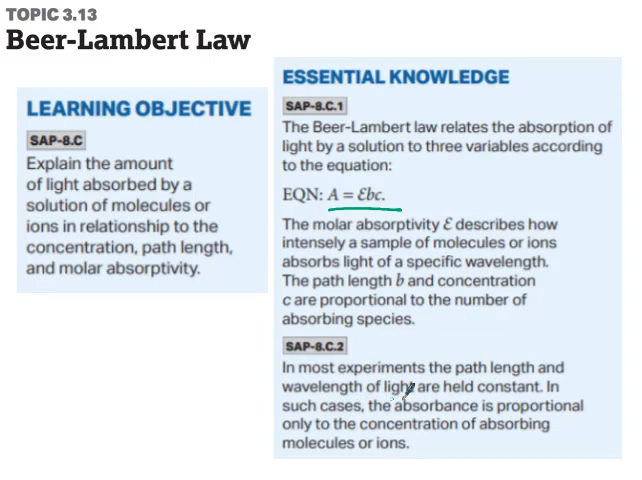 TOPIC 3.13
Beer-Lambert Law
LEARNING OBJECTIVE
SAP-8.C
Explain the amount
of light absorbed by a
solution of molecules or
ions in relationship to the
concentration, path length,
and molar absorptivity.
ESSENTIAL KNOWLEDGE
SAP-8.C.1
The Beer-Lambert law relates the absorption of
light by a solution to three variables according
to the equation:
EQN: A = Ɛbc.
The molar absorptivity Ɛ describes how
intensely a sample of molecules or ions
absorbs light of a specific wavelength.
The path length b and concentration
c are proportional to the number of
absorbing species.
SAP-8.C.2
In most experiments the path length and
wavelength of light are held constant. In
such cases, the absorbance is proportional
only to the concentration of absorbing
molecules or ions.